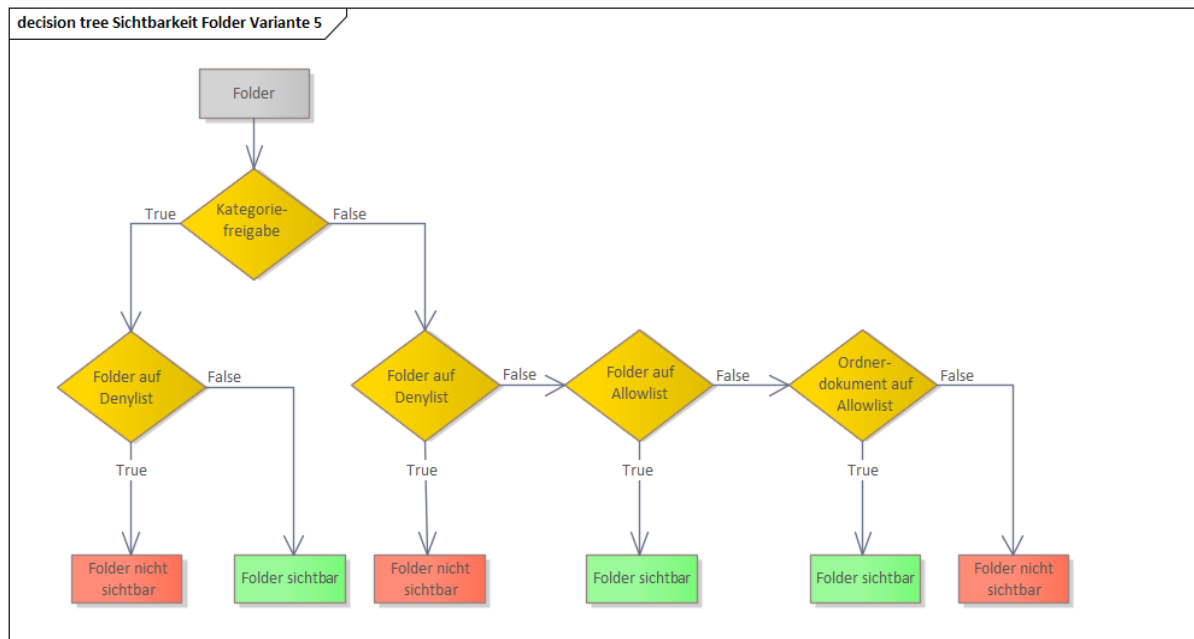 decision tree Sichtbarkeit Folder Variante 5
Folder
Kategorie-
freigabe
True
False
Folder auf
Denylist
False
Folder auf
Denylist
False
Folder auf
Allowlist
False
Ordner-
dokument auf
Allowlist
False
True
True
True
True
Folder nicht
sichtbar
Folder sichtbar
Folder nicht
sichtbar
Folder sichtbar
Folder sichtbar
Folder nicht
sichtbar